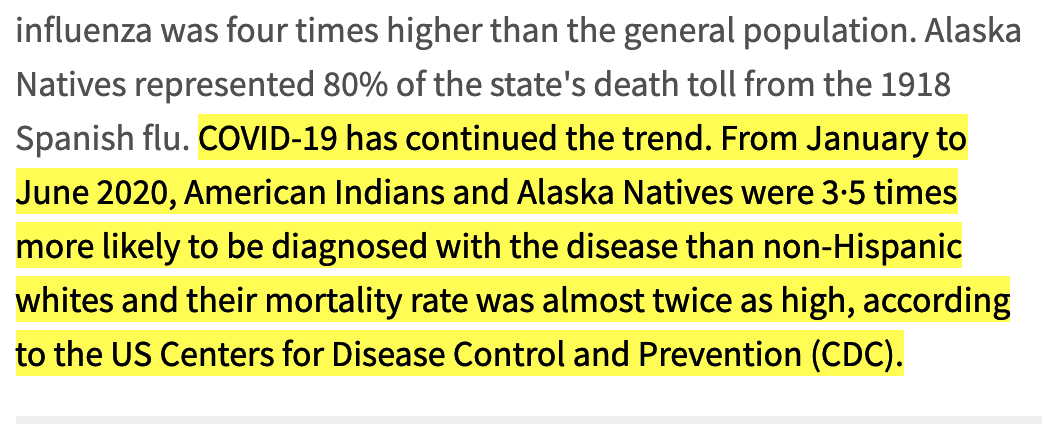 influenza was four times higher than the general population. Alaska
Natives represented 80% of the state's death toll from the 1918
Spanish flu. COVID-19 has continued the trend. From January to
June 2020, American Indians and Alaska Natives were 3·5 times
more likely to be diagnosed with the disease than non-Hispanic
whites and their mortality rate was almost twice as high, according
to the US Centers for Disease Control and Prevention (CDC).